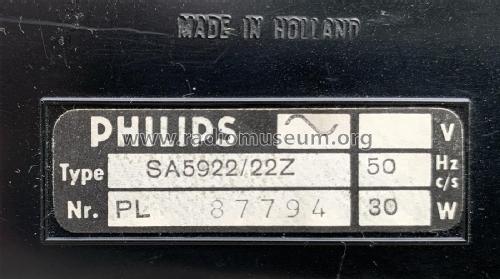 MADE IN HOLLAND
PHILIPS ~ V
www.radiomuseum.org
Type SA5922/22Z 50 Hz c/s
Nr. PL 87794 30 W